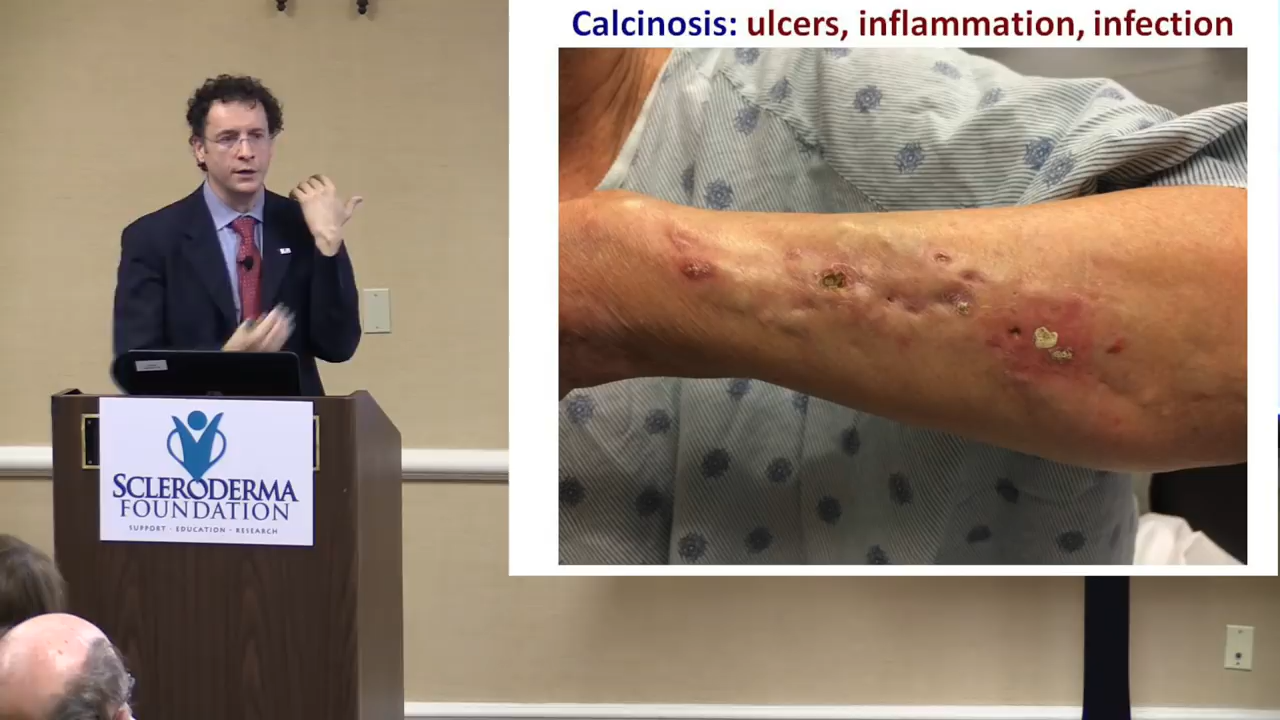 Calcinosis: ulcers, inflammation, infection
SCLERODERMA
FOUNDATION
SUPPORT · EDUCATION · RESEARCH